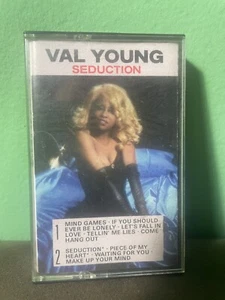 VAL YOUNG
SEDUCTION
1
MIND GAMES · IF YOU SHOULD
EVER BE LONELY · LET'S FALL IN
LOVE · TELLIN' ME LIES · COME
HANG OUT
2
SEDUCTION* · PIECE OF MY
HEART* · WAITING FOR YOU
MAKE UP YOUR MIND